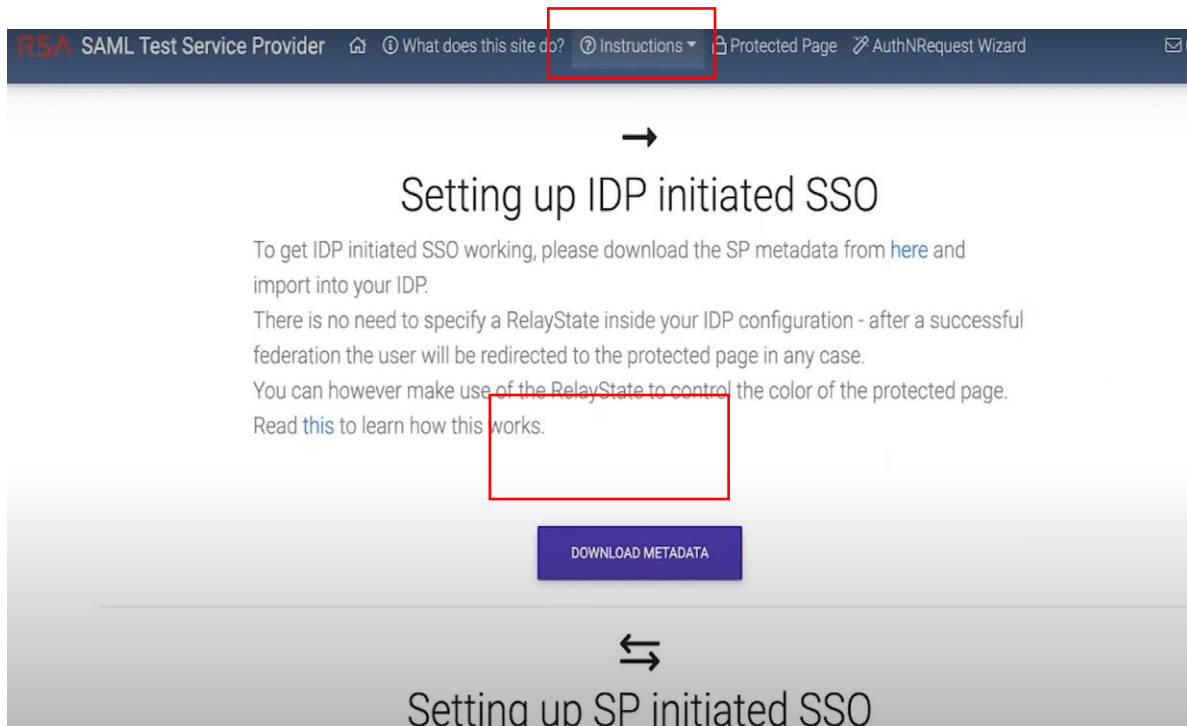 RSA SAML Test Service Provider What does this site do? Instructions Protected Page AuthNRequest Wizard
Setting up IDP initiated SSO
To get IDP initiated SSO working, please download the SP metadata from here and
import into your IDP.
There is no need to specify a RelayState inside your IDP configuration - after a successful
federation the user will be redirected to the protected page in any case.
You can however make use of the RelayState to control the color of the protected page.
Read this to learn how this works.
DOWNLOAD METADATA
Setting up SP initiated SSO